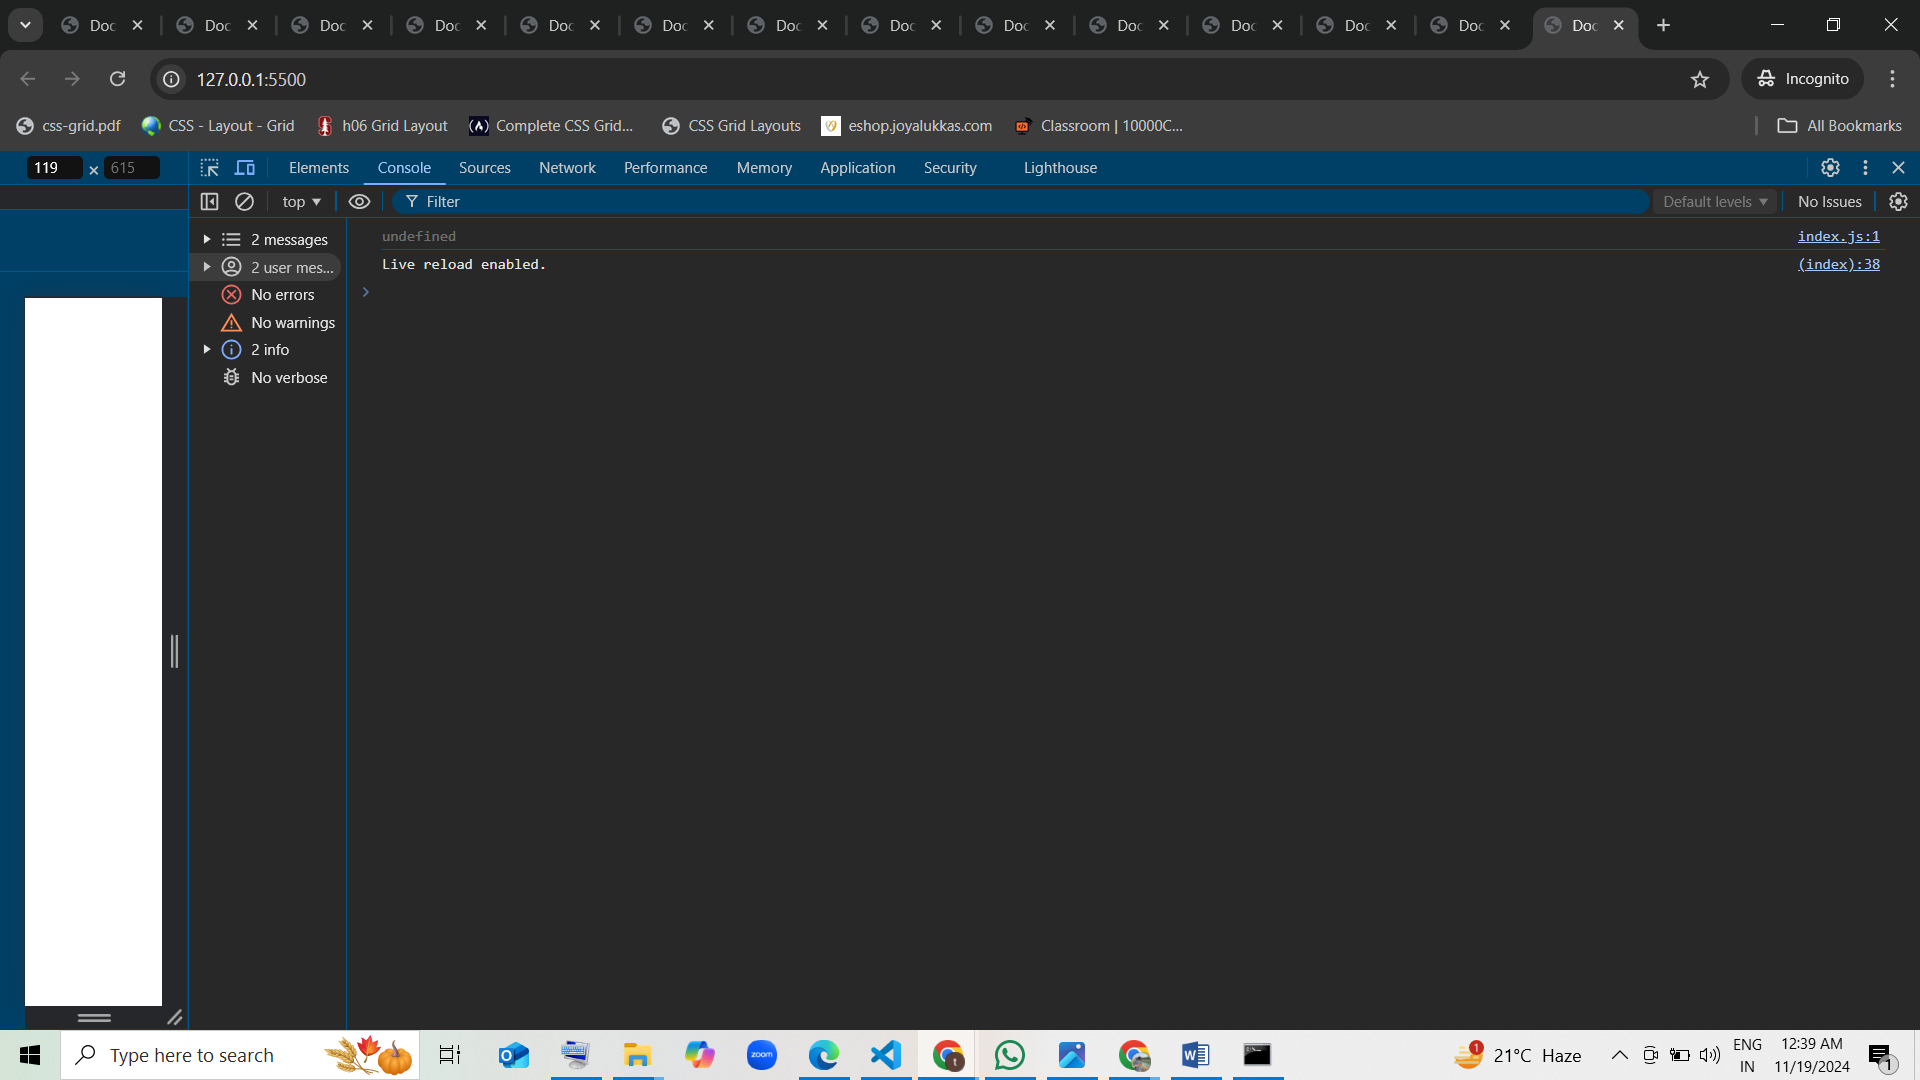 Doc Doc Doc Doc Doc Doc Doc Doc Doc Doc Doc Doc Doc Doc
127.0.0.1:5500 Incognito
css-grid.pdf CSS - Layout - Grid h06 Grid Layout Complete CSS Grid... CSS Grid Layouts eshop.joyalukkas.com Classroom | 10000C... All Bookmarks
119 × 615 Elements Console Sources Network Performance Memory Application Security Lighthouse
top Filter Default levels No Issues
2 messages
2 user mes...
No errors
No warnings
2 info
No verbose
undefined index.js:1
Live reload enabled. (index):38
Type here to search
zoom
t
1
21°C Haze
ENG
IN
12:39 AM
11/19/2024
1